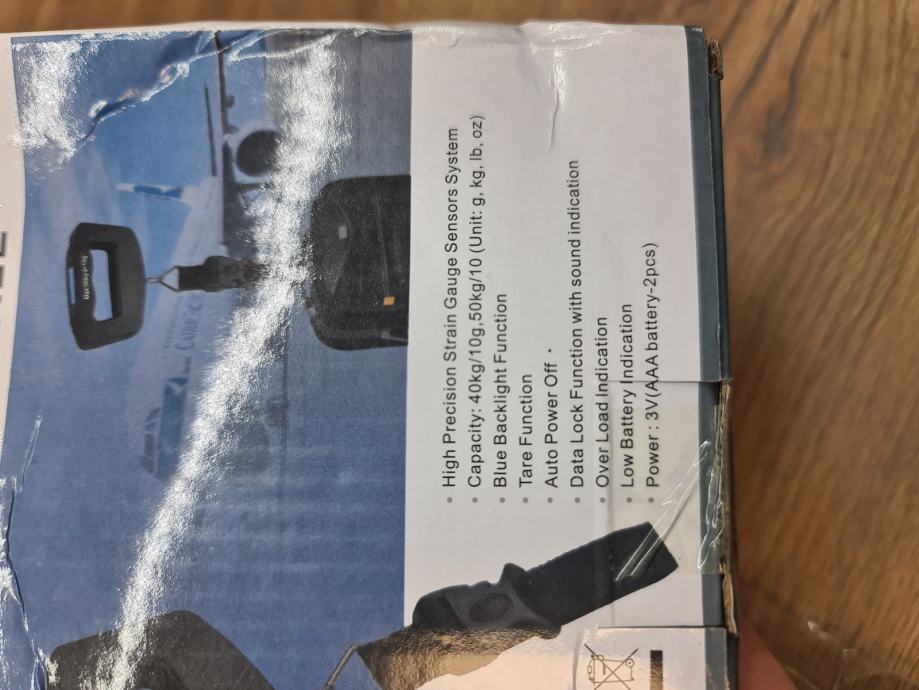 • High Precision Strain Gauge Sensors System
• Capacity: 40kg/10g,50kg/10 (Unit: g, kg, lb, oz)
• Blue Backlight Function
• Tare Function
• Auto Power Off •
• Data Lock Function with sound indication
• Over Load Indication
• Low Battery Indication
• Power : 3V(AAA battery-2pcs)